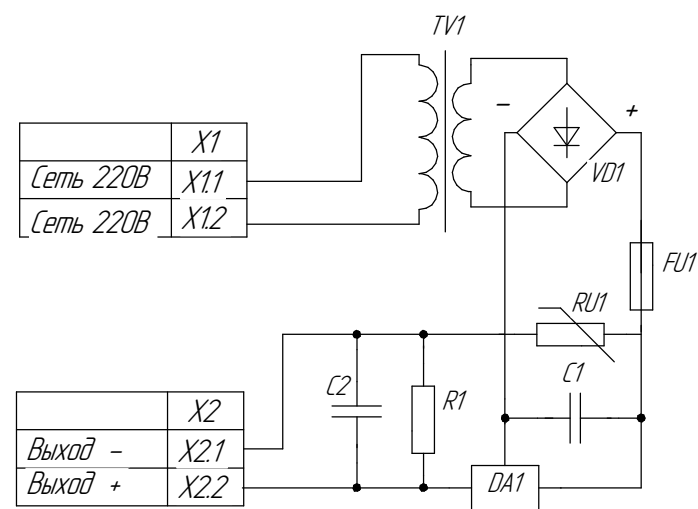 TV1
− +
VD1
X1
Сеть 220В X1.1
Сеть 220В X1.2
FU1
RU1
C2
R1
C1
X2
Выход − X2.1
Выход + X2.2
DA1